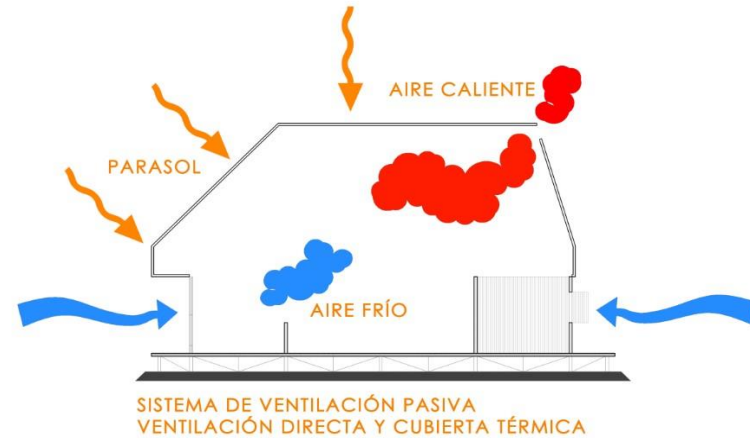 AIRE CALIENTE
PARASOL
AIRE FRÍO
SISTEMA DE VENTILACIÓN PASIVA
VENTILACIÓN DIRECTA Y CUBIERTA TÉRMICA